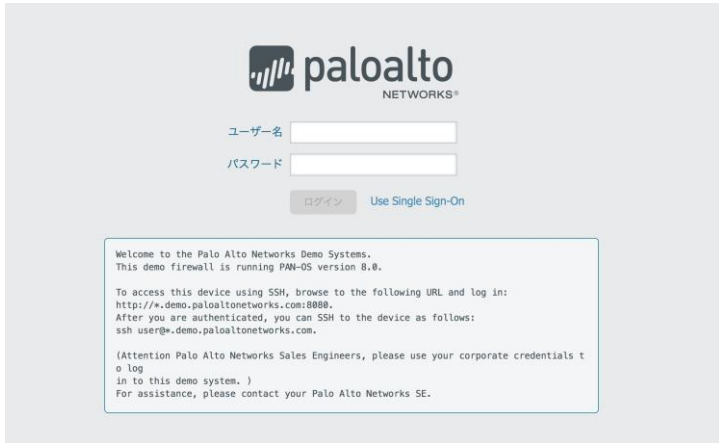 paloalto
NETWORKS®
ユーザー名
パスワード
ログイン Use Single Sign-On
Welcome to the Palo Alto Networks Demo Systems.
This demo firewall is running PAN-OS version 8.0.
To access this device using SSH, browse to the following URL and log in:
http://*.demo.paloaltonetworks.com:8080.
After you are authenticated, you can SSH to the device as follows:
ssh user@*.demo.paloaltonetworks.com.
(Attention Palo Alto Networks Sales Engineers, please use your corporate credentials t
o log
in to this demo system. )
For assistance, please contact your Palo Alto Networks SE.